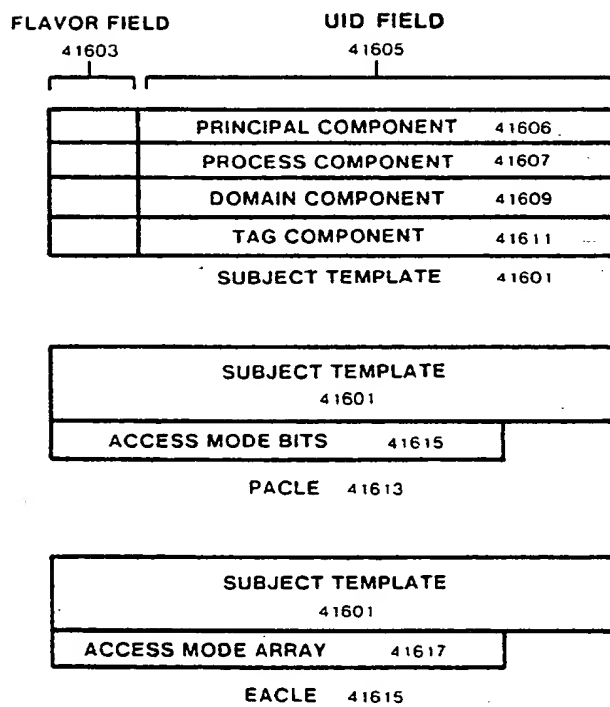 FLAVOR FIELD UID FIELD
41603 41605
PRINCIPAL COMPONENT 41606
PROCESS COMPONENT 41607
DOMAIN COMPONENT 41609
TAG COMPONENT 41611
SUBJECT TEMPLATE 41601
SUBJECT TEMPLATE
41601
ACCESS MODE BITS 41615
PACLE 41613
SUBJECT TEMPLATE
41601
ACCESS MODE ARRAY 41617
EACLE 41615